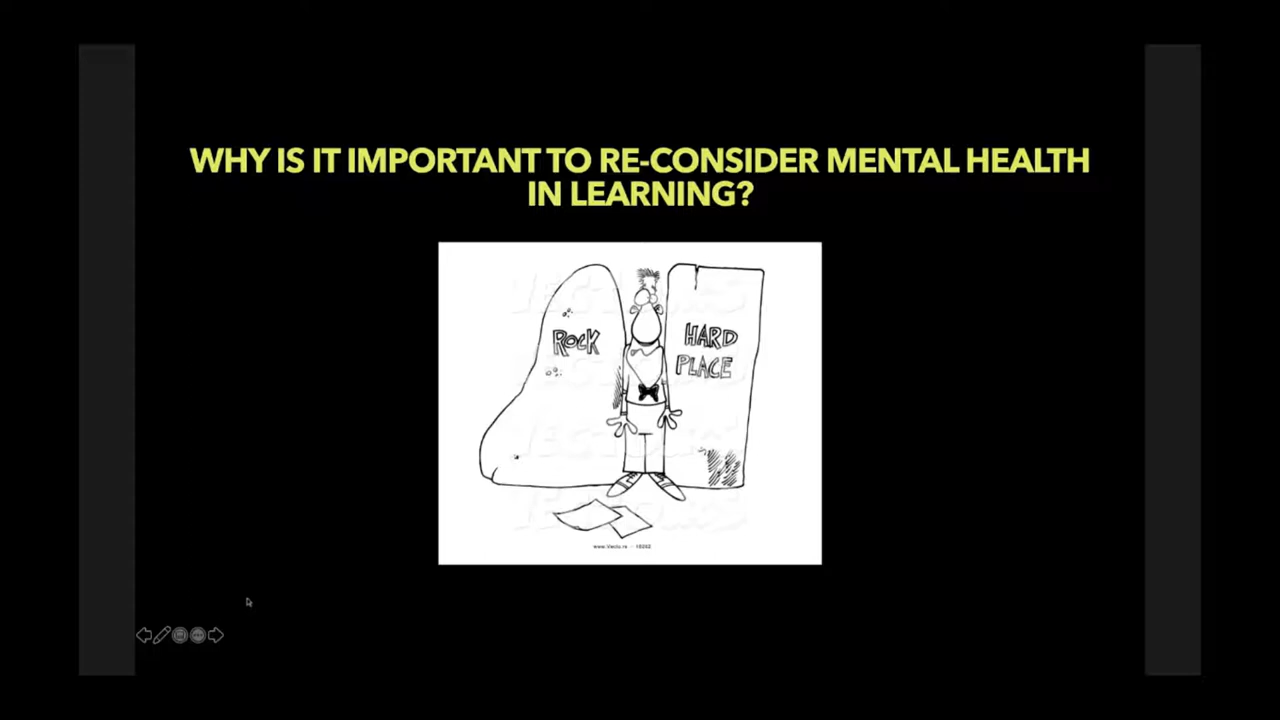 WHY IS IT IMPORTANT TO RE-CONSIDER MENTAL HEALTH
IN LEARNING?
ROCK
HARD
PLACE